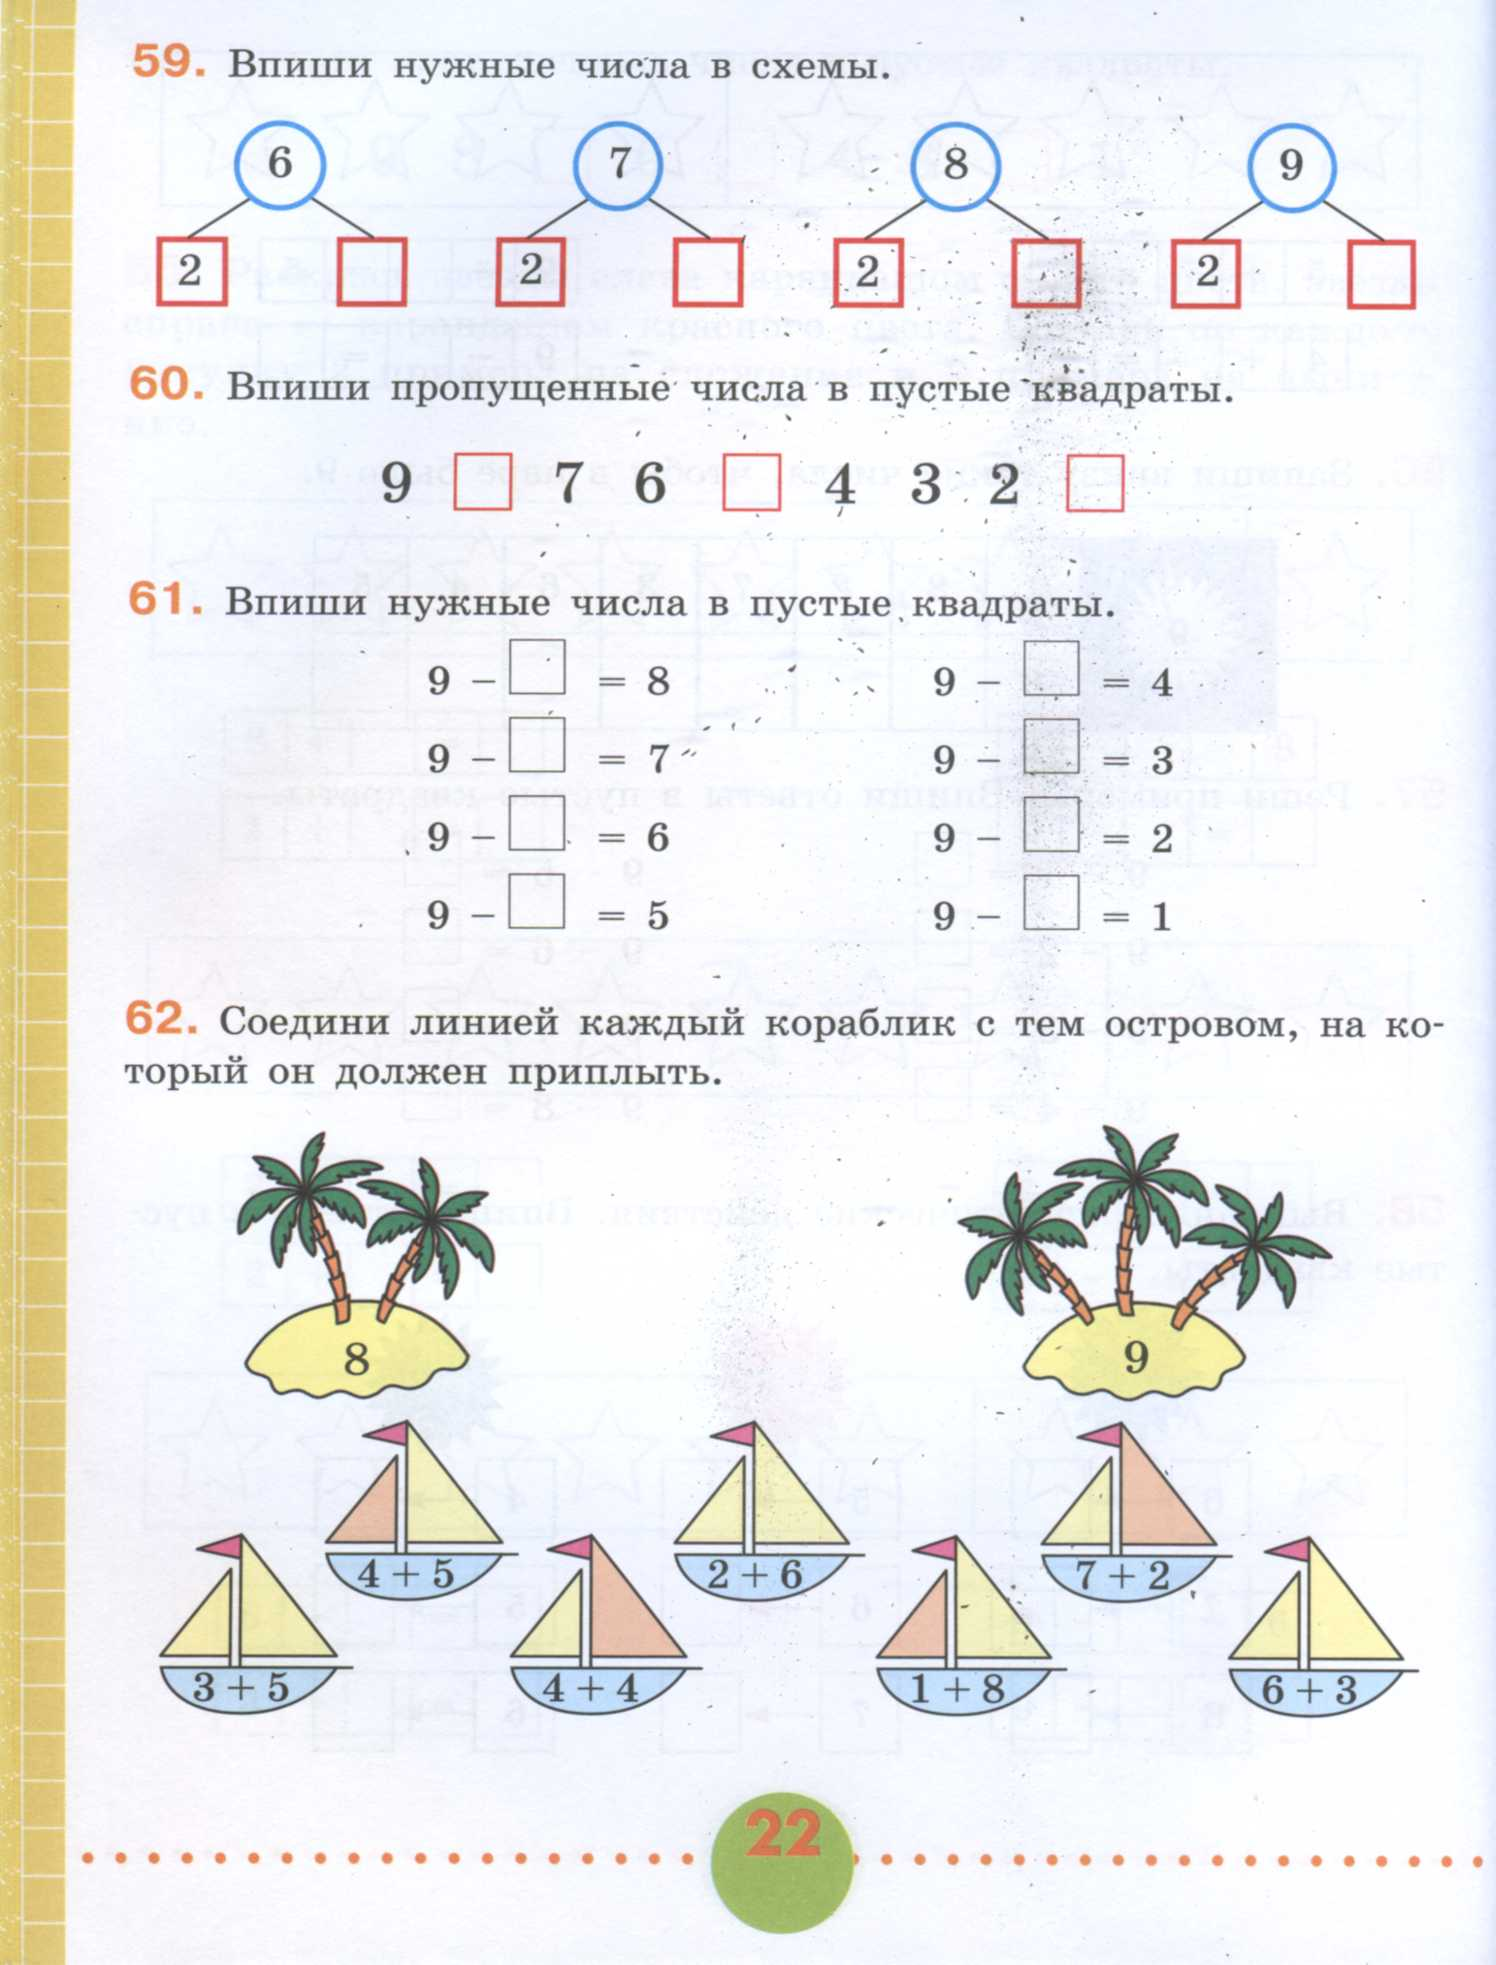 59. Впиши нужные числа в схемы.
6 7 8 9
2 2 2 2
60. Впиши пропущенные числа в пустые квадраты.
9 7 6 4 3 2
61. Впиши нужные числа в пустые квадраты.
9 − = 8 9 − = 4
9 − = 7 9 − = 3
9 − = 6 9 − = 2
9 − = 5 9 − = 1
62. Соедини линией каждый кораблик с тем островом, на ко-
торый он должен приплыть.
8 9
4 + 5 2 + 6 7 + 2
3 + 5 4 + 4 1 + 8 6 + 3
22